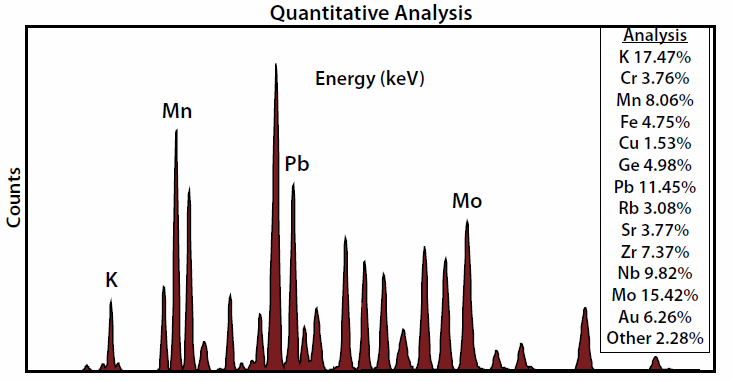 Quantitative Analysis
Analysis
K 17.47%
Cr 3.76%
Mn 8.06%
Fe 4.75%
Cu 1.53%
Ge 4.98%
Pb 11.45%
Rb 3.08%
Sr 3.77%
Zr 7.37%
Nb 9.82%
Mo 15.42%
Au 6.26%
Other 2.28%
Energy (keV)
Mn
Pb
Mo
K
Counts